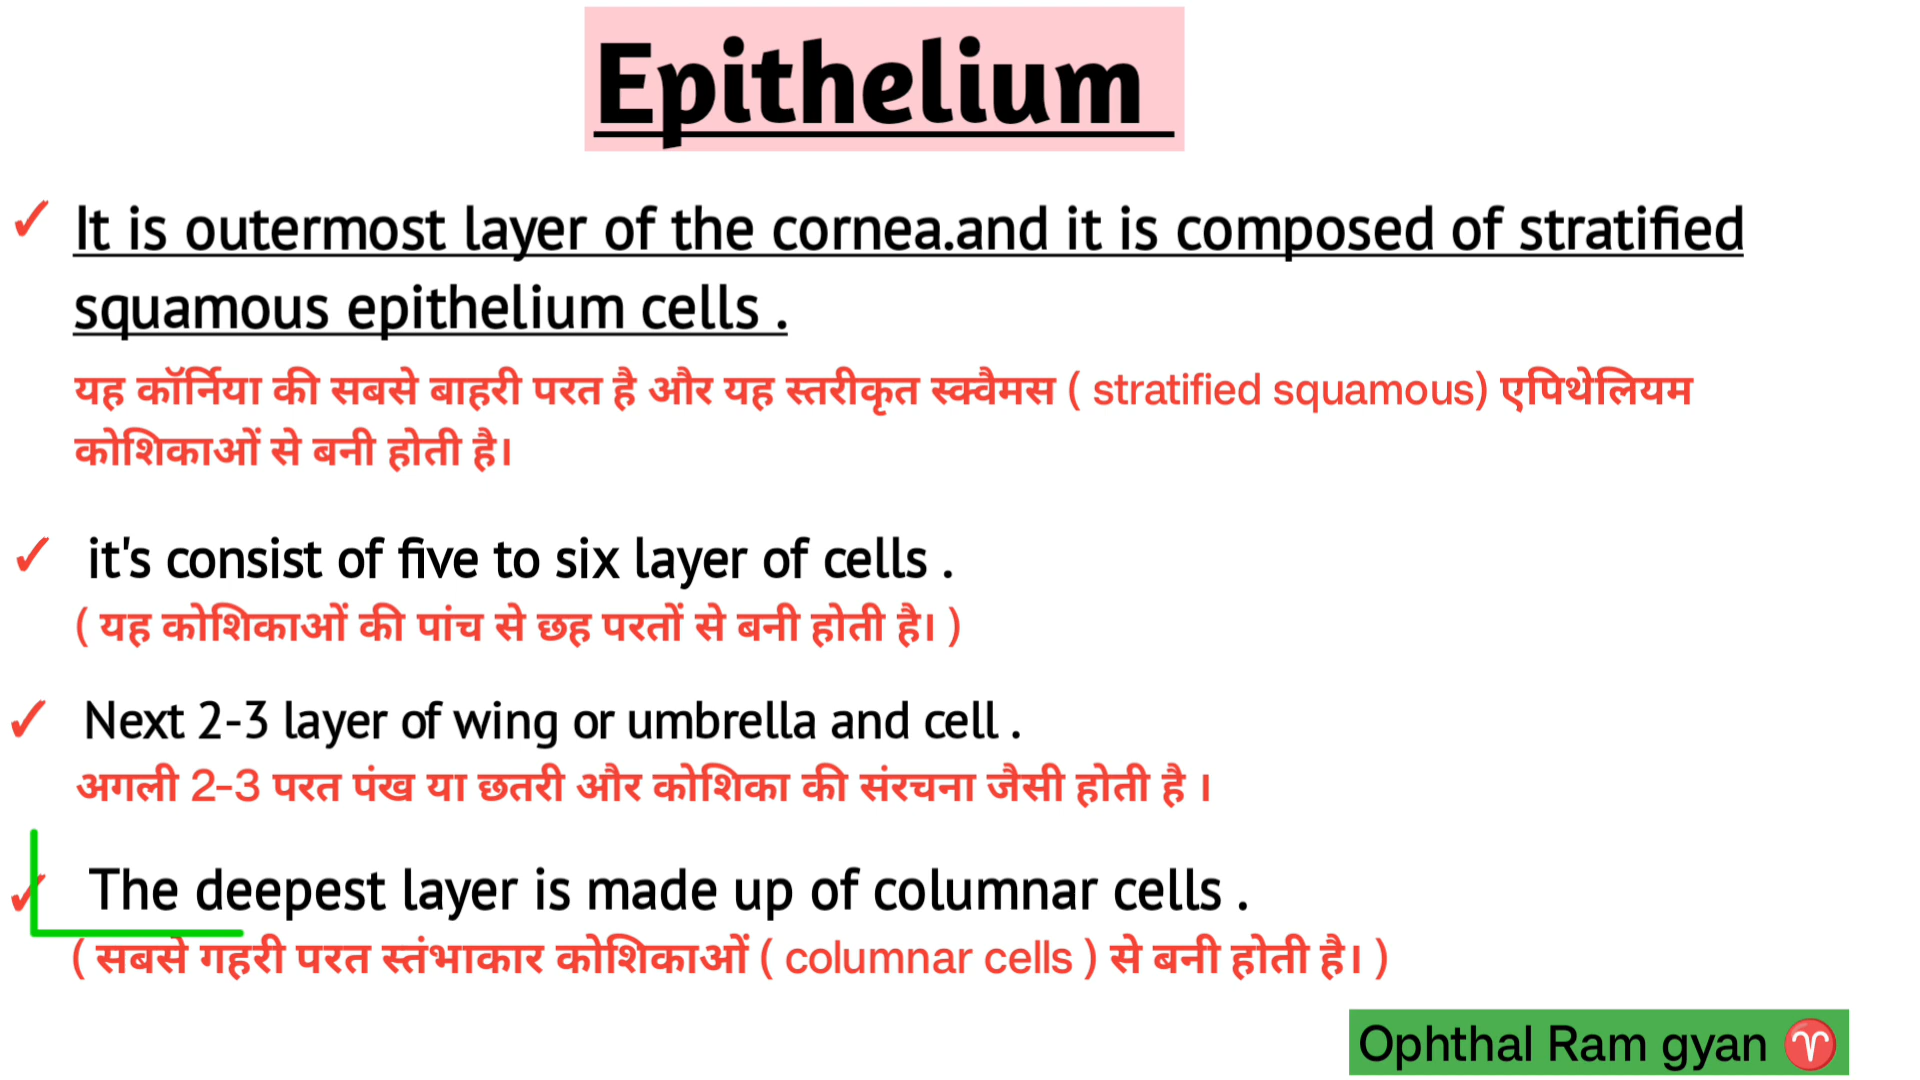 Epithelium
✓ It is outermost layer of the cornea.and it is composed of stratified
squamous epithelium cells .
यह कॉर्निया की सबसे बाहरी परत है और यह स्तरीकृत स्क्वैमस ( stratified squamous) एपिथेलियम
कोशिकाओं से बनी होती है।
✓ it's consist of five to six layer of cells .
( यह कोशिकाओं की पांच से छह परतों से बनी होती है। )
✓ Next 2-3 layer of wing or umbrella and cell .
अगली 2-3 परत पंख या छतरी और कोशिका की संरचना जैसी होती है ।
✓ The deepest layer is made up of columnar cells .
( सबसे गहरी परत स्तंभाकार कोशिकाओं ( columnar cells ) से बनी होती है। )
Ophthal Ram gyan ♈